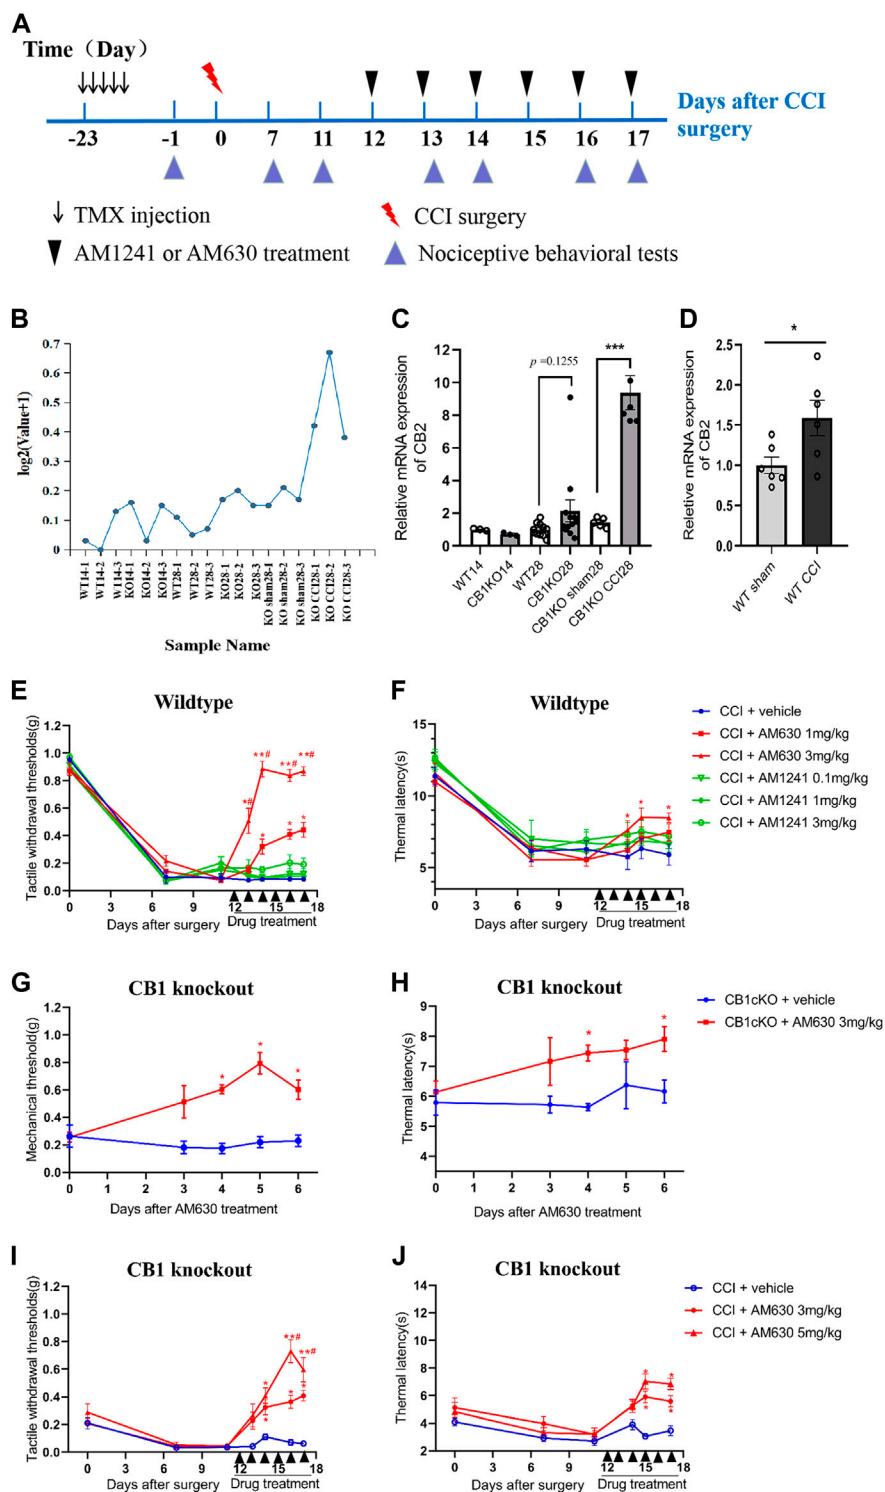 A
Time（Day）
-23 -1 0 7 11 12 13 14 15 16 17
Days after CCI
surgery
TMX injection
CCI surgery
AM1241 or AM630 treatment
Nociceptive behavioral tests
B
log2(Value+1)
0.7
0.6
0.5
0.4
0.3
0.2
0.1
0
WT14-1
WT14-2
WT14-3
KO14-1
KO14-2
KO14-3
WT28-1
WT28-2
WT28-3
KO28-1
KO28-2
KO28-3
KO sham28-1
KO sham28-2
KO sham28-3
KO CCI28-1
KO CCI28-2
KO CCI28-3
Sample Name
C
Relative mRNA expression
of CB2
12
10
8
6
4
2
0
p =0.1255
***
WT14
CB1KO14
WT28
CB1KO28
CB1KO sham28
CB1KO CCI28
D
Reletive mRNA expression
of CB2
2.5
2.0
1.5
1.0
0.5
0.0
*
WT sham
WT CCI
E
Wildtype
Tactile withdrawal thresholds(g)
1.2
1.0
0.8
0.6
0.4
0.2
0.0
*# **# **# **#
* * *
0 3 6 9 12 15 18
Days after surgery Drug treatment
F
Wildtype
Thermal latency(s)
15
10
5
* * *
0 3 6 9 12 15 18
Days after surgery Drug treatment
CCI + vehicle
CCI + AM630 1mg/kg
CCI + AM630 3mg/kg
CCI + AM1241 0.1mg/kg
CCI + AM1241 1mg/kg
CCI + AM1241 3mg/kg
G
CB1 knockout
Mechanical threshold(g)
1.2
1.0
0.8
0.6
0.4
0.2
0.0
* * *
0 1 2 3 4 5 6
Days after AM630 treatment
H
CB1 knockout
Thermal latency(s)
9
8
7
6
5
4
* *
0 1 2 3 4 5 6
Days after AM630 treatment
CB1cKO + vehicle
CB1cKO + AM630 3mg/kg
I
CB1 knockout
Tactile withdrawal thresholds(g)
1.2
1.0
0.8
0.6
0.4
0.2
0.0
* **# **#
* * *
0 3 6 9 12 15 18
Days after surgery Drug treatment
J
CB1 knockout
Thermal latency(s)
14
12
10
8
6
4
2
* *
* *
0 3 6 9 12 15 18
Days after surgery Drug treatment
CCI + vehicle
CCI + AM630 3mg/kg
CCI + AM630 5mg/kg